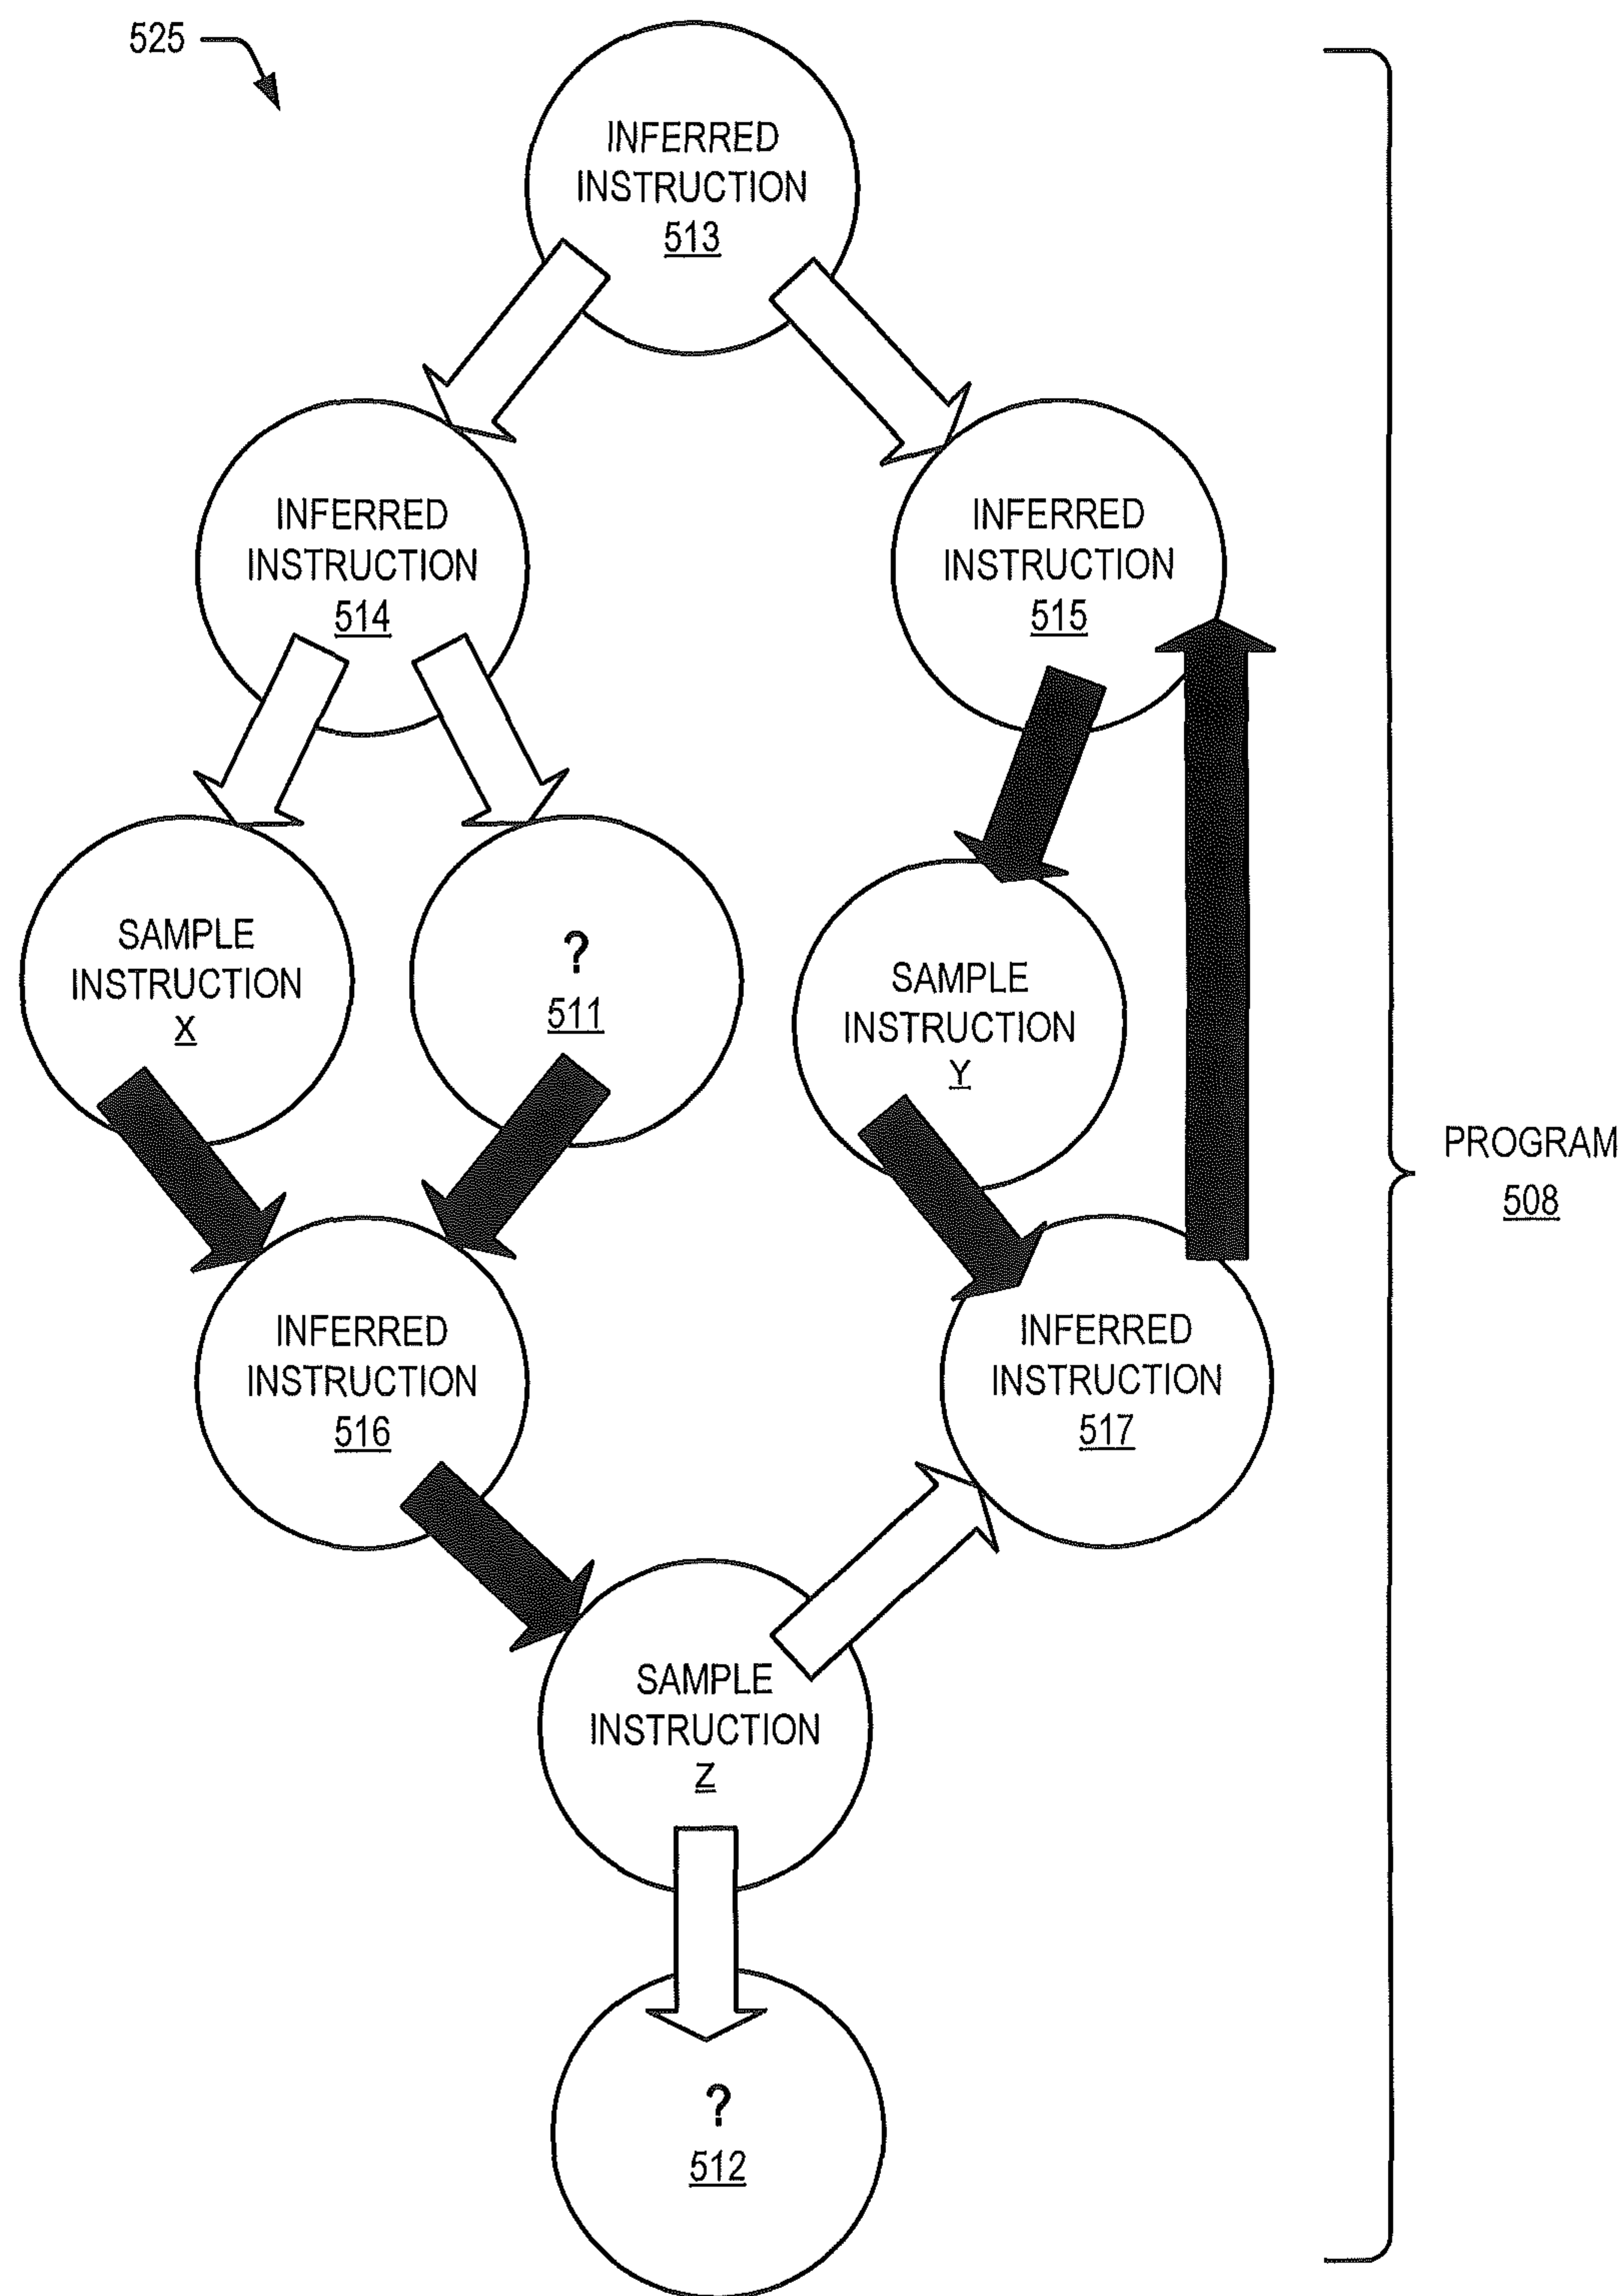 525
INFERRED
INSTRUCTION
513
INFERRED
INSTRUCTION
514
INFERRED
INSTRUCTION
515
SAMPLE
INSTRUCTION
X
?
511
SAMPLE
INSTRUCTION
Y
PROGRAM
508
INFERRED
INSTRUCTION
516
INFERRED
INSTRUCTION
517
SAMPLE
INSTRUCTION
Z
?
512